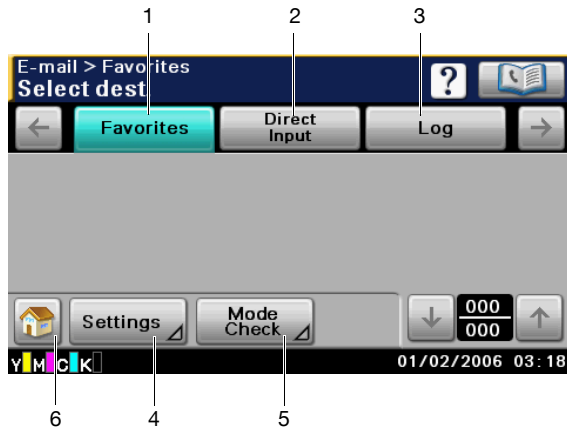 1 2 3
E-mail > Favorites
Select dest
?
Favorites
Direct
Input
Log
Settings
Mode
Check
000
000
Y M C K
01/02/2006 03:18
6 4 5